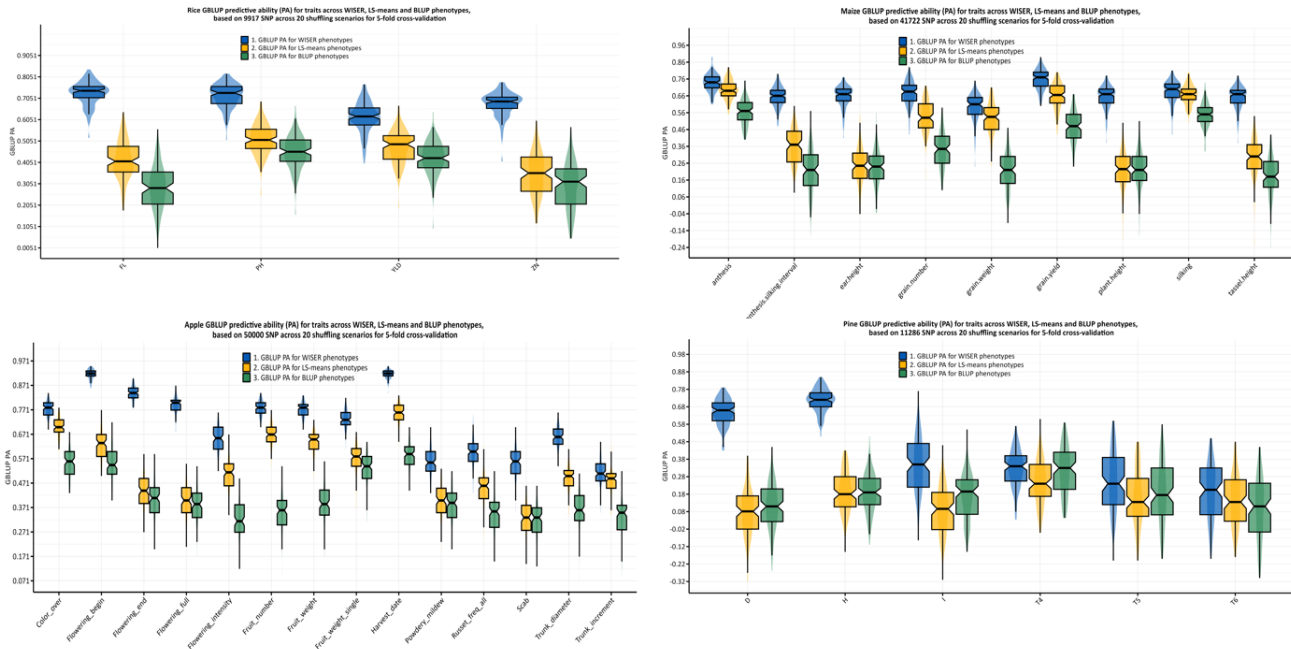 Rice GBLUP predictive ability (PA) for traits across WISER, LS-means and BLUP phenotypes,
based on 9917 SNP across 20 shuffling scenarios for 5-fold cross-validation
1. GBLUP PA for WISER phenotypes
2. GBLUP PA for LS-means phenotypes
3. GBLUP PA for BLUP phenotypes
GBLUP PA
0.9051
0.8051
0.7051
0.6051
0.5051
0.4051
0.3051
0.2051
0.1051
0.0051
FL
PH
YLD
ZN
Maize GBLUP predictive ability (PA) for traits across WISER, LS-means and BLUP phenotypes,
based on 41722 SNP across 20 shuffling scenarios for 5-fold cross-validation
1. GBLUP PA for WISER phenotypes
2. GBLUP PA for LS-means phenotypes
3. GBLUP PA for BLUP phenotypes
GBLUP PA
0.96
0.86
0.76
0.66
0.56
0.46
0.36
0.26
0.16
0.06
-0.04
-0.14
-0.24
anthesis
nthesis.silking.interval
ear.height
grain.number
grain.weight
grain.yield
plant.height
silking
tassel.height
Apple GBLUP predictive ability (PA) for traits across WISER, LS-means and BLUP phenotypes,
based on 50000 SNP across 20 shuffling scenarios for 5-fold cross-validation
1. GBLUP PA for WISER phenotypes
2. GBLUP PA for LS-means phenotypes
3. GBLUP PA for BLUP phenotypes
GBLUP PA
0.971
0.871
0.771
0.671
0.571
0.471
0.371
0.271
0.171
0.071
Color_over
Flowering_begin
Flowering_end
Flowering_full
Flowering_intensity
Fruit_number
Fruit_weight
Fruit_weight_single
Harvest_date
Powdery_mildew
Russet_freq_all
Scab
Trunk_diameter
Trunk_increment
Pine GBLUP predictive ability (PA) for traits across WISER, LS-means and BLUP phenotypes,
based on 11286 SNP across 20 shuffling scenarios for 5-fold cross-validation
1. GBLUP PA for WISER phenotypes
2. GBLUP PA for LS-means phenotypes
3. GBLUP PA for BLUP phenotypes
GBLUP PA
0.98
0.88
0.78
0.68
0.58
0.48
0.38
0.28
0.18
0.08
-0.02
-0.12
-0.22
-0.32
D
H
I
T4
T5
T6